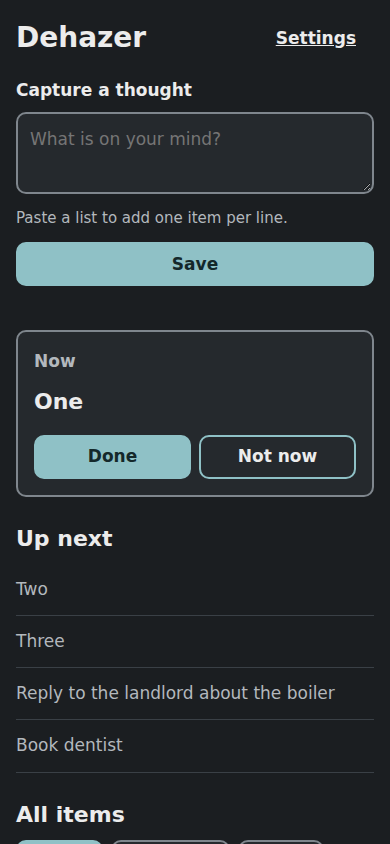 Dehazer
Settings
Capture a thought
What is on your mind?
Paste a list to add one item per line.
Save
Now
One
Done
Not now
Up next
Two
Three
Reply to the landlord about the boiler
Book dentist
All items